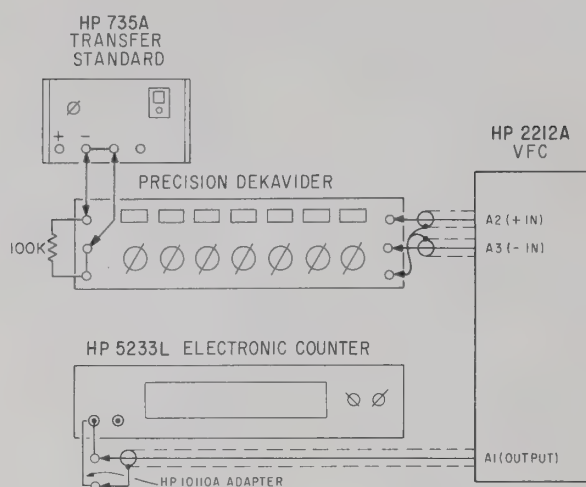 HP 735A
TRANSFER
STANDARD
+ -
HP 2212A
VFC
PRECISION DEKAVIDER
100K
A2 (+ IN)
A3 (- IN)
HP 5233L ELECTRONIC COUNTER
A1 (OUTPUT)
HP 10110A ADAPTER